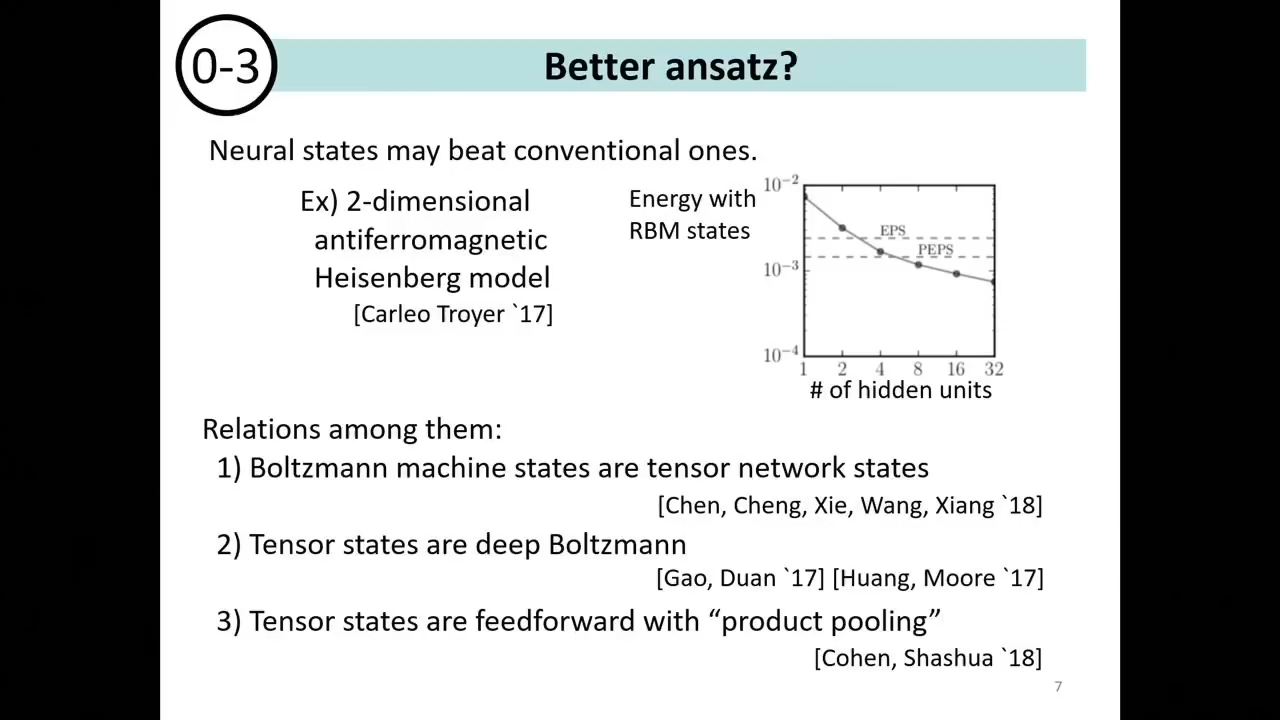 0-3
Better ansatz?
Neural states may beat conventional ones.
Ex) 2-dimensional
antiferromagnetic
Heisenberg model
[Carleo Troyer `17]
Energy with
RBM states
10⁻²
10⁻³
10⁻⁴
EPS
PEPS
1 2 4 8 16 32
# of hidden units
Relations among them:
1) Boltzmann machine states are tensor network states
[Chen, Cheng, Xie, Wang, Xiang `18]
2) Tensor states are deep Boltzmann
[Gao, Duan `17] [Huang, Moore `17]
3) Tensor states are feedforward with “product pooling”
[Cohen, Shashua `18]
7